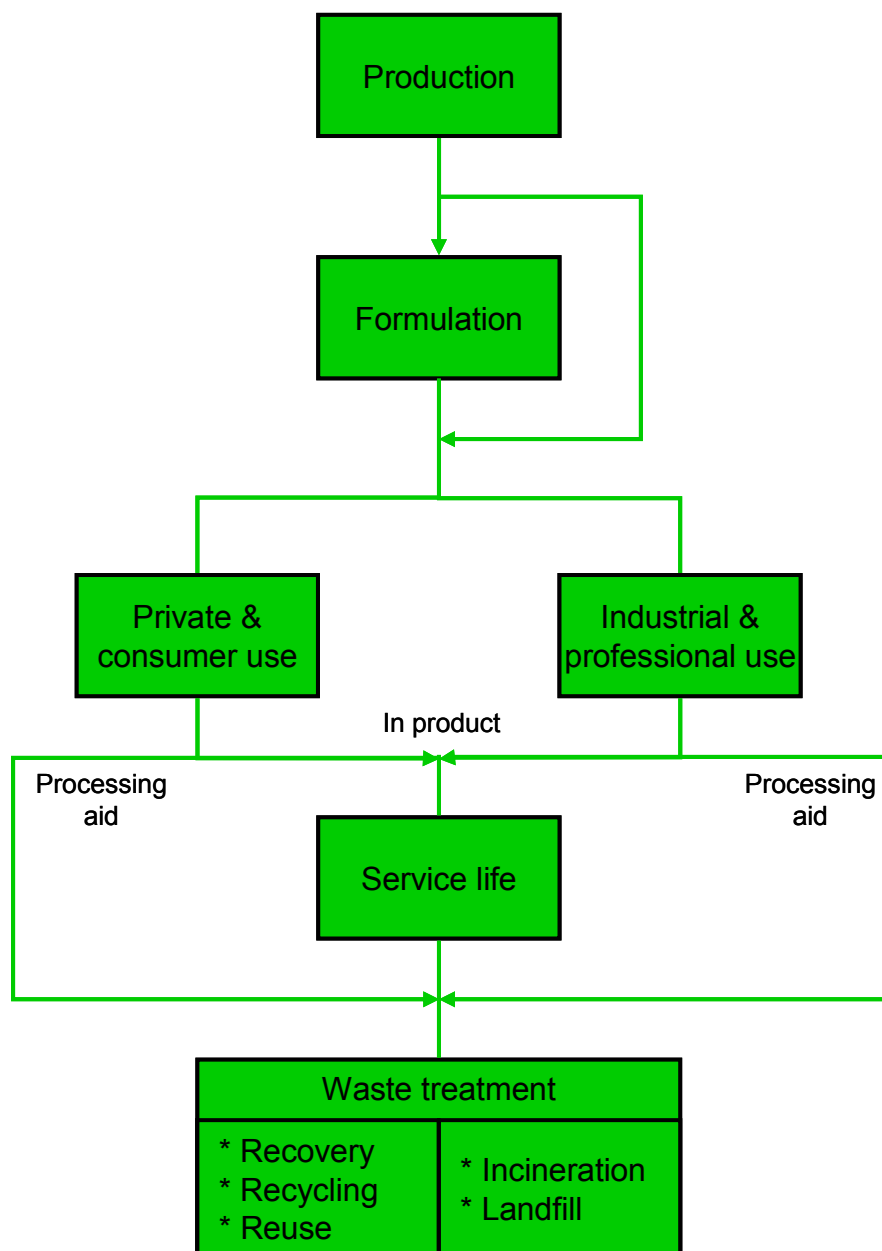 Production
Formulation
Private &
consumer use
Industrial &
professional use
In product
Processing
aid
Processing
aid
Service life
Waste treatment
* Recovery
* Recycling
* Reuse
* Incineration
* Landfill